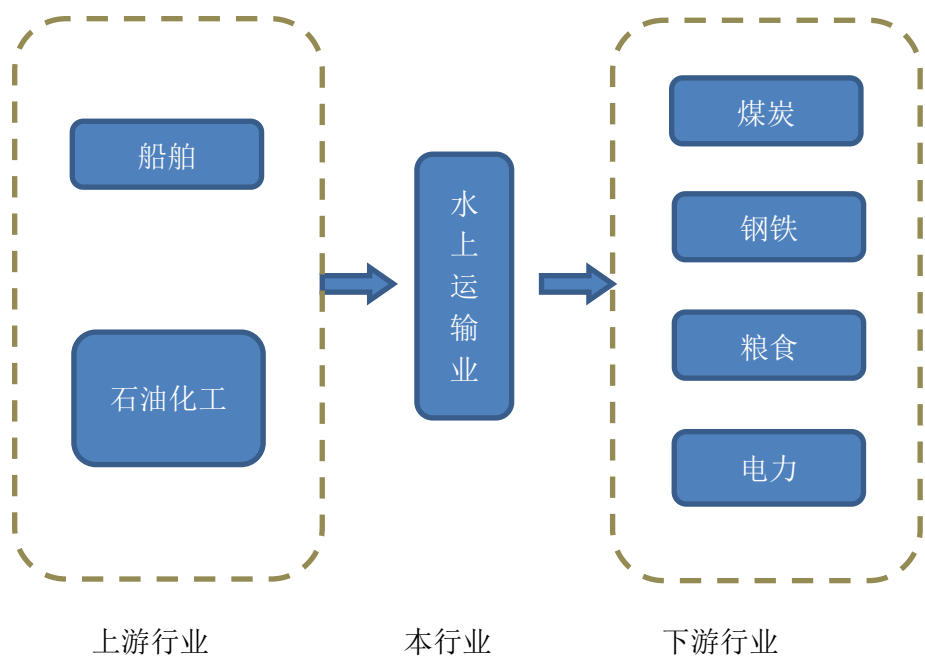 船舶
石油化工
水
上
运
输
业
煤炭
钢铁
粮食
电力
上游行业
本行业
下游行业